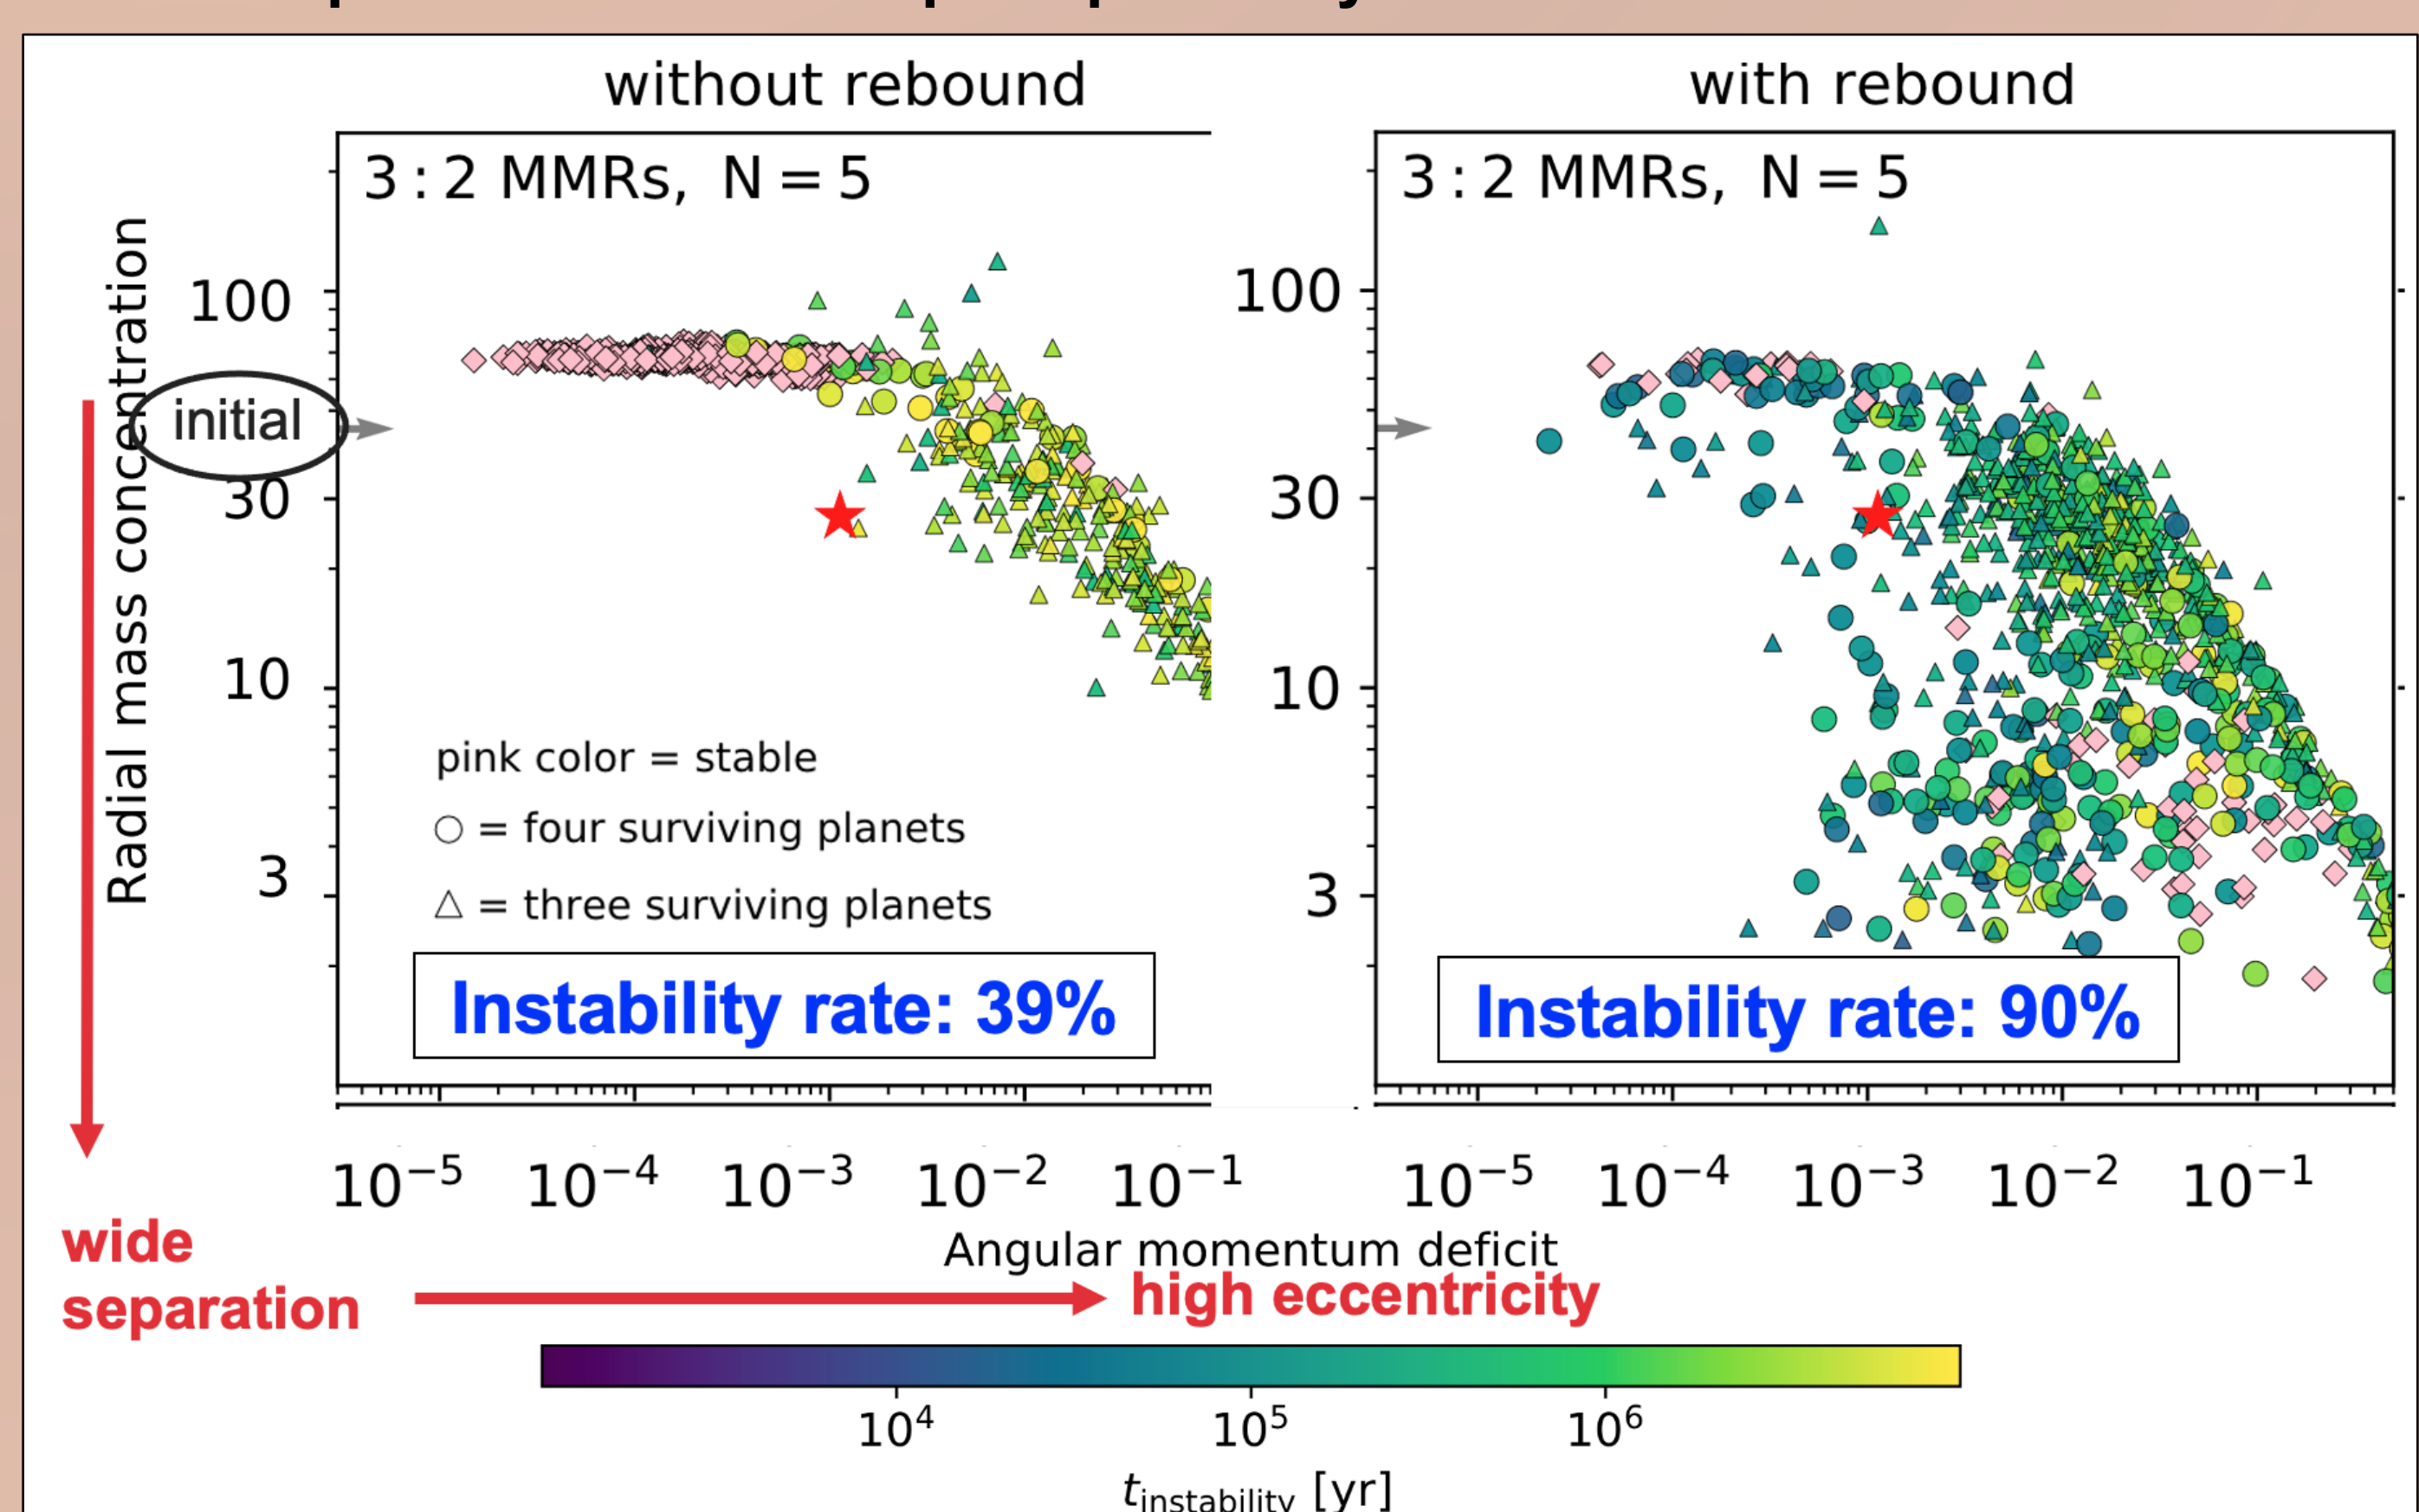 without rebound
with rebound
3 : 2 MMRs, N = 5
3 : 2 MMRs, N = 5
Radial mass concentration
100
30
10
3
100
30
10
3
initial
pink color = stable
○ = four surviving planets
△ = three surviving planets
Instability rate: 39%
Instability rate: 90%
10⁻⁵ 10⁻⁴ 10⁻³ 10⁻² 10⁻¹
10⁻⁵ 10⁻⁴ 10⁻³ 10⁻² 10⁻¹
Angular momentum deficit
wide
separation
high eccentricity
10⁴ 10⁵ 10⁶
t instability [yr]